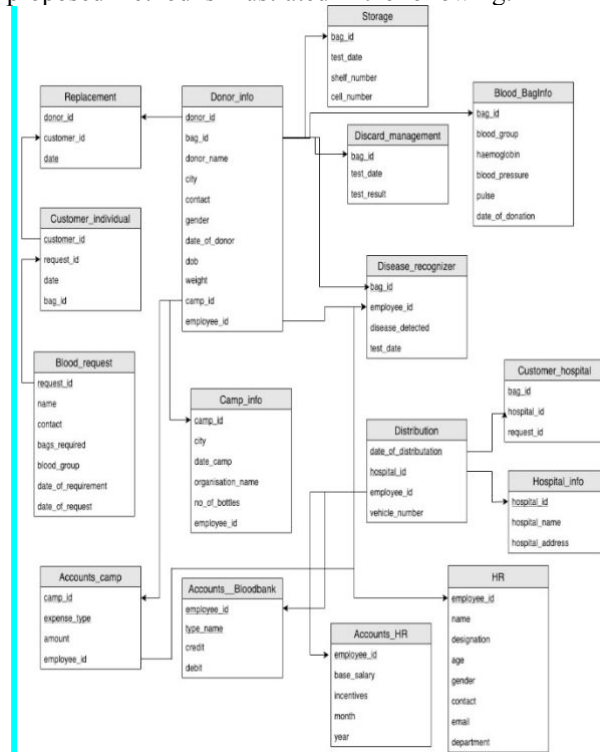 Storage
bag_id
test_date
shelf_number
cell_number
Replacement
donor_id
customer_id
date
Donor_info
donor_id
bag_id
donor_name
city
contact
gender
date_of_donor
dob
weight
camp_id
employee_id
Blood_BagInfo
bag_id
blood_group
haemoglobin
blood_pressure
pulse
date_of_donation
Discard_management
bag_id
test_date
test_result
Customer_individual
customer_id
request_id
date
bag_id
Disease_recognizer
bag_id
employee_id
disease_detected
test_date
Blood_request
request_id
name
contact
bags_required
blood_group
date_of_requirement
date_of_request
Camp_info
camp_id
city
date_camp
organisation_name
no_of_bottles
employee_id
Customer_hospital
bag_id
hospital_id
request_id
Distribution
date_of_distributation
hospital_id
employee_id
vehicle_number
Hospital_info
hospital_id
hospital_name
hospital_address
Accounts_camp
camp_id
expense_type
amount
employee_id
Accounts__Bloodbank
employee_id
type_name
credit
debit
Accounts_HR
employee_id
base_salary
incentives
month
year
HR
employee_id
name
designation
age
gender
contact
email
department